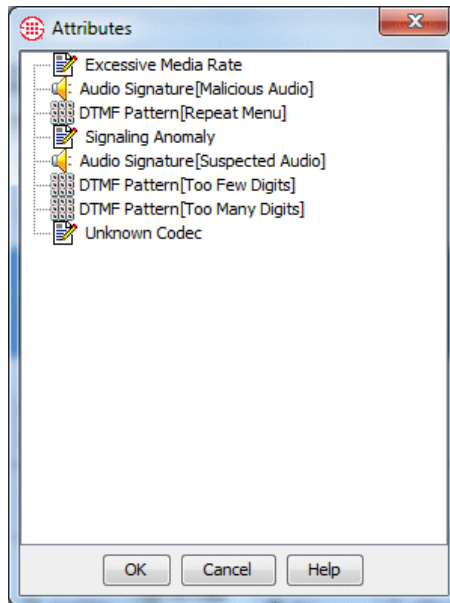 Attributes
Excessive Media Rate
Audio Signature[Malicious Audio]
DTMF Pattern[Repeat Menu]
Signaling Anomaly
Audio Signature[Suspected Audio]
DTMF Pattern[Too Few Digits]
DTMF Pattern[Too Many Digits]
Unknown Codec
OK Cancel Help